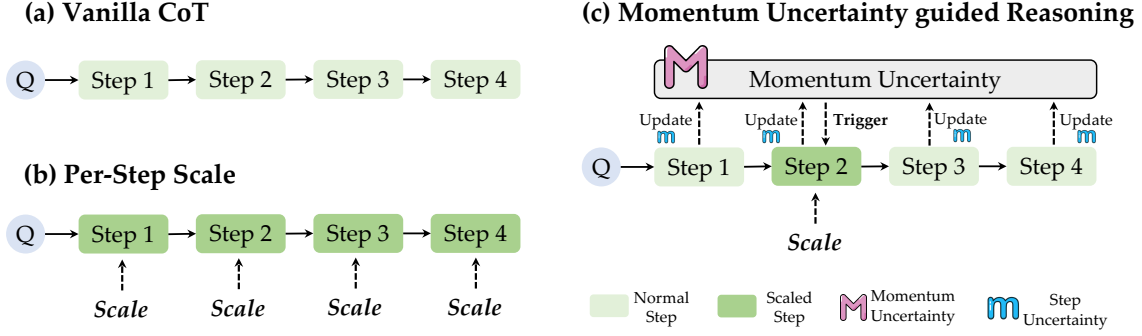 (a) Vanilla CoT
Q Step 1 Step 2 Step 3 Step 4
(b) Per-Step Scale
Q Step 1 Step 2 Step 3 Step 4
Scale Scale Scale Scale
(c) Momentum Uncertainty guided Reasoning
M Momentum Uncertainty
Update m Update m Trigger Update m Update m
Q Step 1 Step 2 Step 3 Step 4
Scale
Normal Step
Scaled Step
M Momentum Uncertainty
m Step Uncertainty